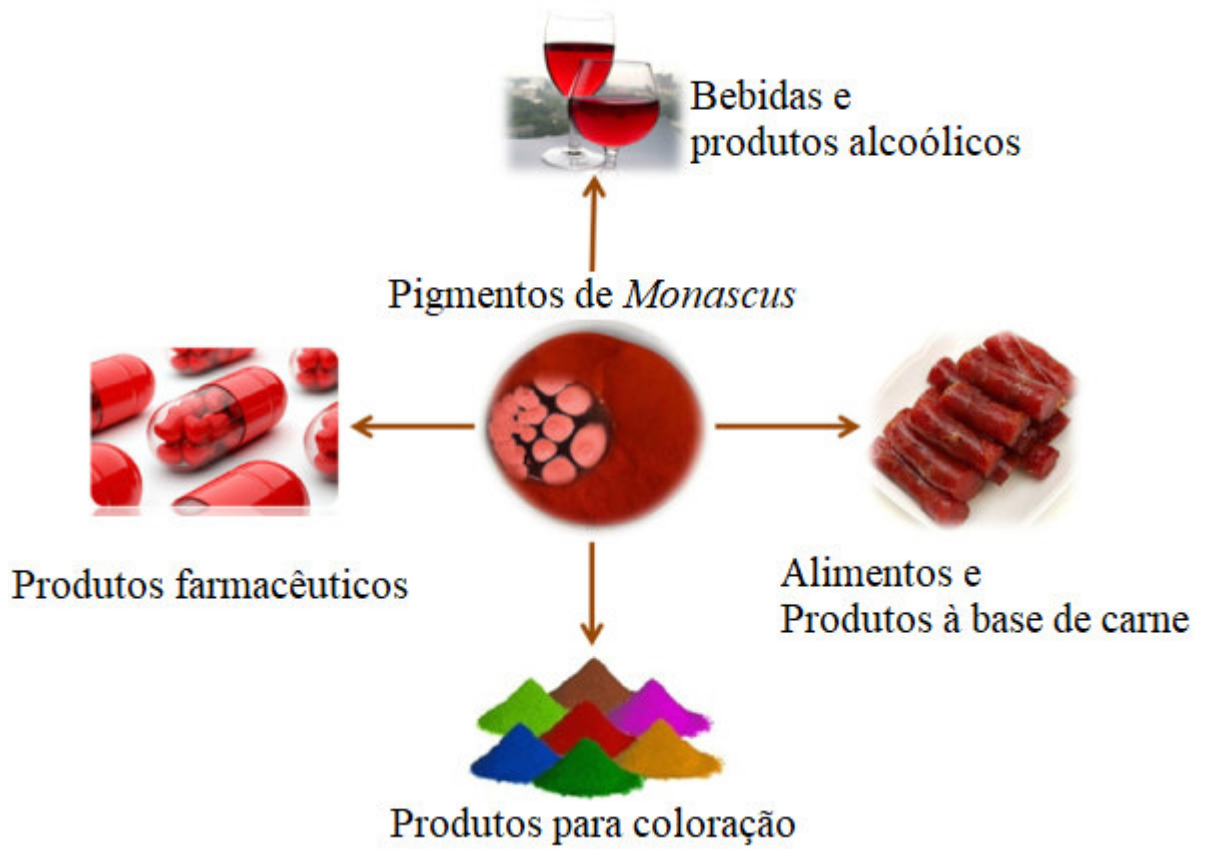 Bebidas e
produtos alcoólicos
Pigmentos de Monascus
Produtos farmacêuticos
Alimentos e
Produtos à base de carne
Produtos para coloração